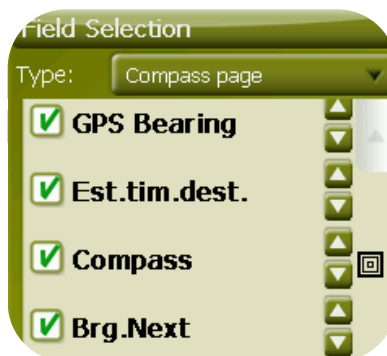 Field Selection
Type: Compass page
GPS Bearing
Est.tim.dest.
Compass
Brg.Next